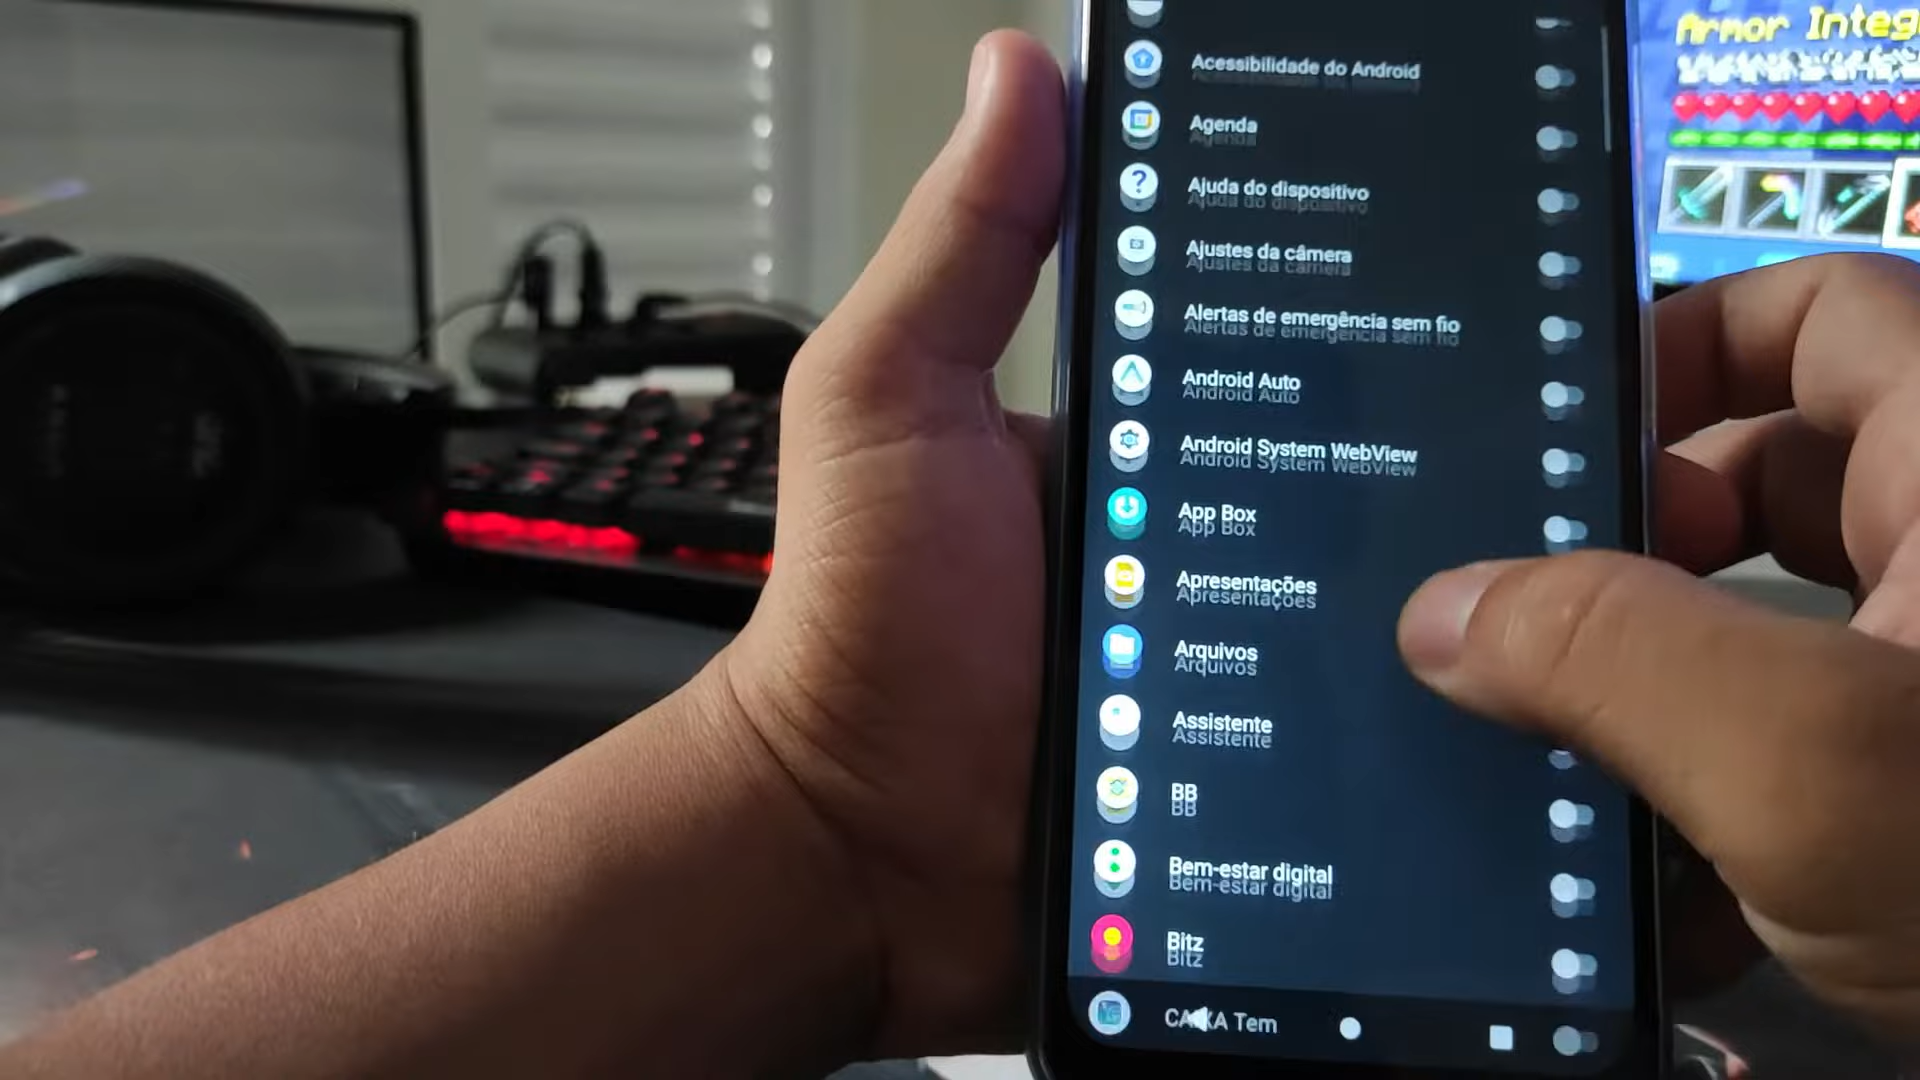 Armor Integ
Acessibilidade do Android
Agenda
Ajuda do dispositivo
Ajustes da câmera
Alertas de emergência sem fio
Android Auto
Android System WebView
App Box
Apresentações
Arquivos
Assistente
BB
Bem-estar digital
Bitz
CAIXA Tem